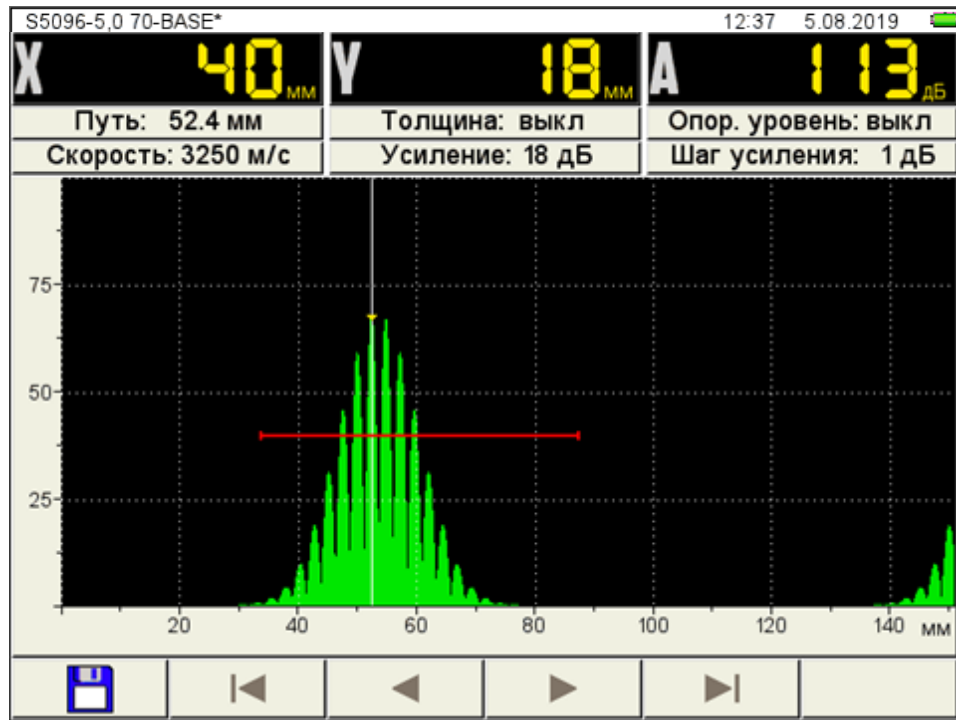 S5096-5,0 70-BASE* 12:37 5.08.2019
X 40 мм Y 18 мм A 113 дБ
Путь: 52.4 мм Толщина: выкл Опор. уровень: выкл
Скорость: 3250 м/с Усиление: 18 дБ Шаг усиления: 1 дБ
75
50
25
20 40 60 80 100 120 140 мм